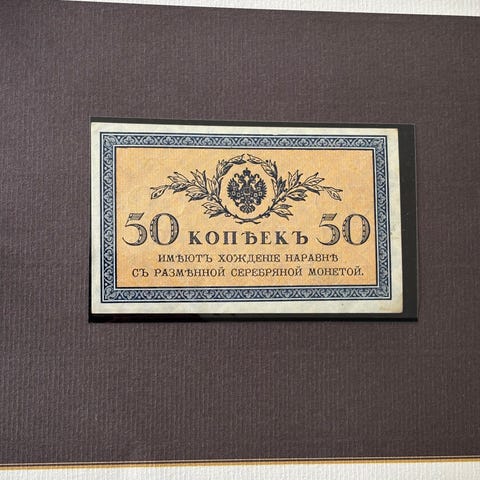 50 КОПѢЕКЪ 50
ИМѢЮТЪ ХОЖДЕНІЕ НАРАВНѢ
СЪ РАЗМѢННОЙ СЕРЕБРЯНОЙ МОНЕТОЙ.